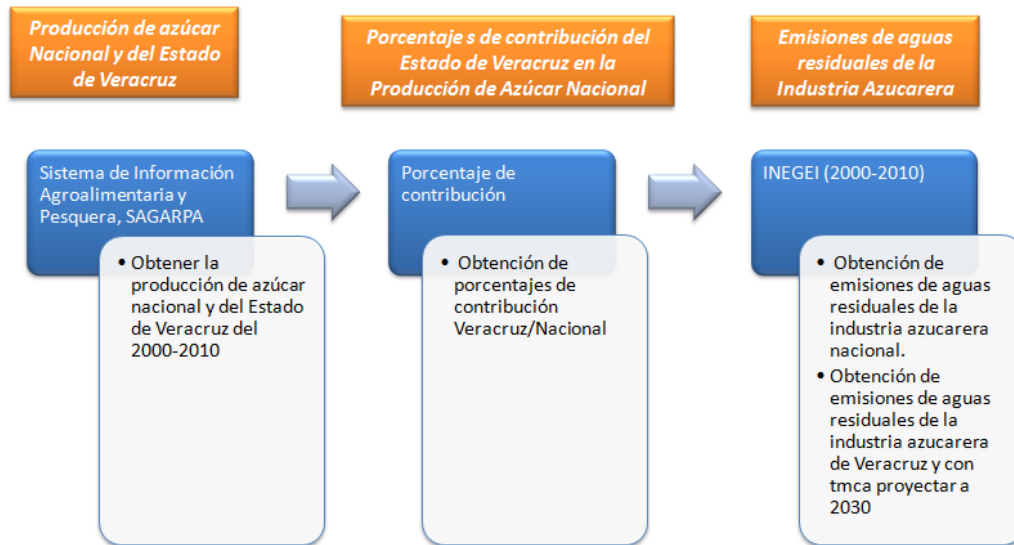 Producción de azúcar
Nacional y del Estado
de Veracruz
Porcentaje s de contribución del
Estado de Veracruz en la
Producción de Azúcar Nacional
Emisiones de aguas
residuales de la
Industria Azucarera
Sistema de Información
Agroalimentaria y
Pesquera, SAGARPA
• Obtener la
producción de azúcar
nacional y del Estado
de Veracruz del
2000-2010
Porcentaje de
contribución
• Obtención de
porcentajes de
contribución
Veracruz/Nacional
INEGEI (2000-2010)
• Obtención de
emisiones de aguas
residuales de la
industria azucarera
nacional.
• Obtención de
emisiones de aguas
residuales de la
industria azucarera
de Veracruz y con
tmca proyectar a
2030